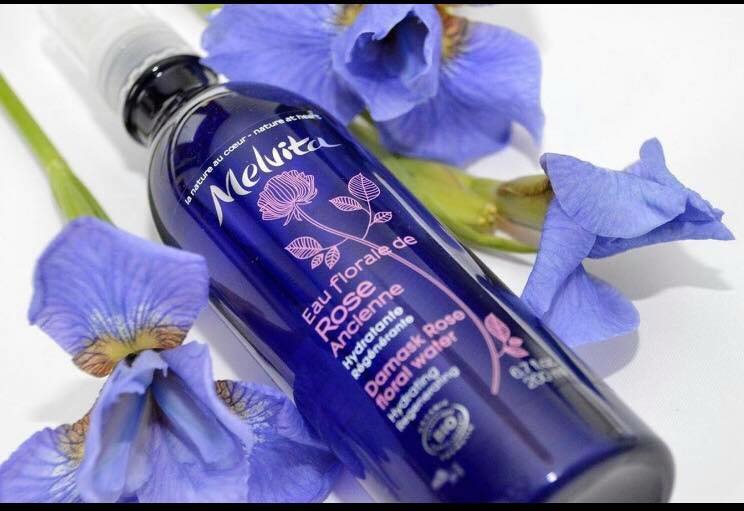 la nature au coeur - nature at heart
Melvita
Eau florale de
ROSE
Ancienne
Hydratante
Régénérante
Damask Rose
floral water
Hydrating
Regenerating
BIO